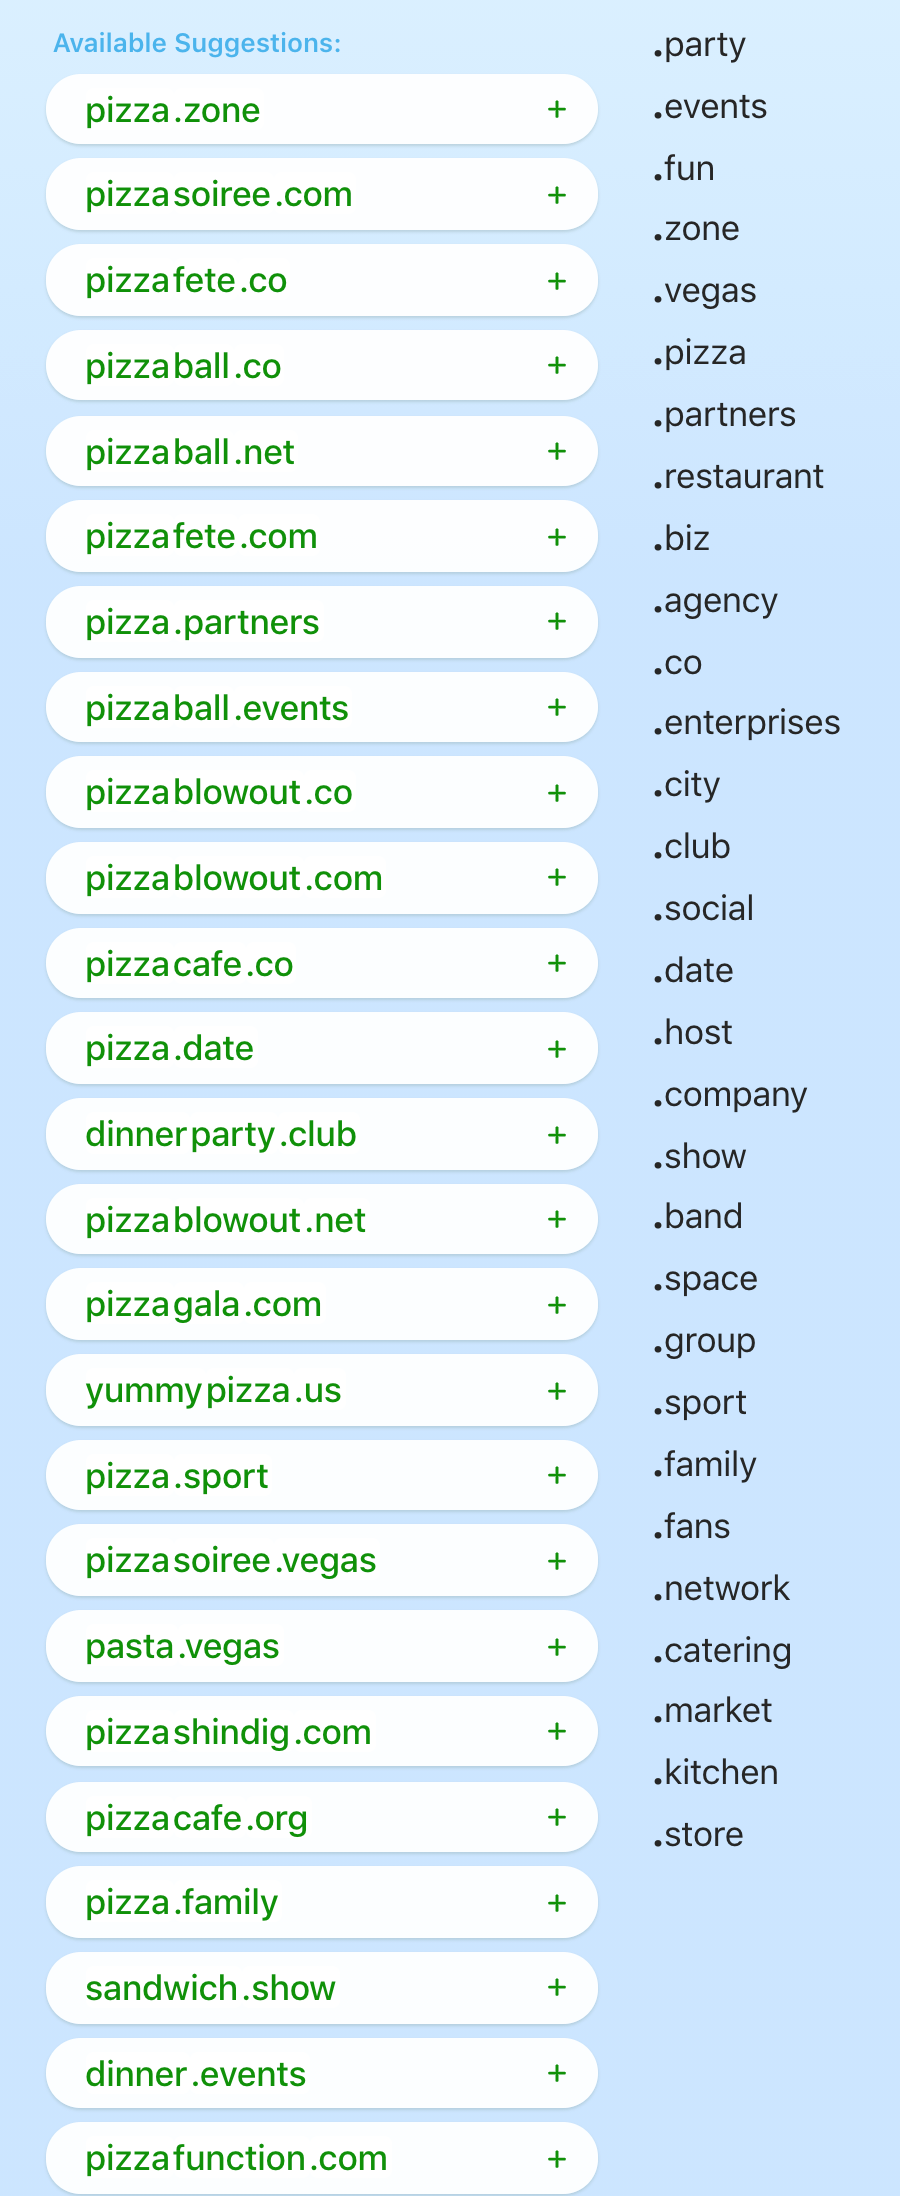 Available Suggestions:
pizza.zone +
pizzasoiree.com +
pizzafete.co +
pizzaball.co +
pizzaball.net +
pizzafete.com +
pizza.partners +
pizzaball.events +
pizzablowout.co +
pizzablowout.com +
pizzacafe.co +
pizza.date +
dinnerparty.club +
pizzablowout.net +
pizzagala.com +
yummypizza.us +
pizza.sport +
pizzasoiree.vegas +
pasta.vegas +
pizzashindig.com +
pizzacafe.org +
pizza.family +
sandwich.show +
dinner.events +
pizzafunction.com +
.party
.events
.fun
.zone
.vegas
.pizza
.partners
.restaurant
.biz
.agency
.co
.enterprises
.city
.club
.social
.date
.host
.company
.show
.band
.space
.group
.sport
.family
.fans
.network
.catering
.market
.kitchen
.store